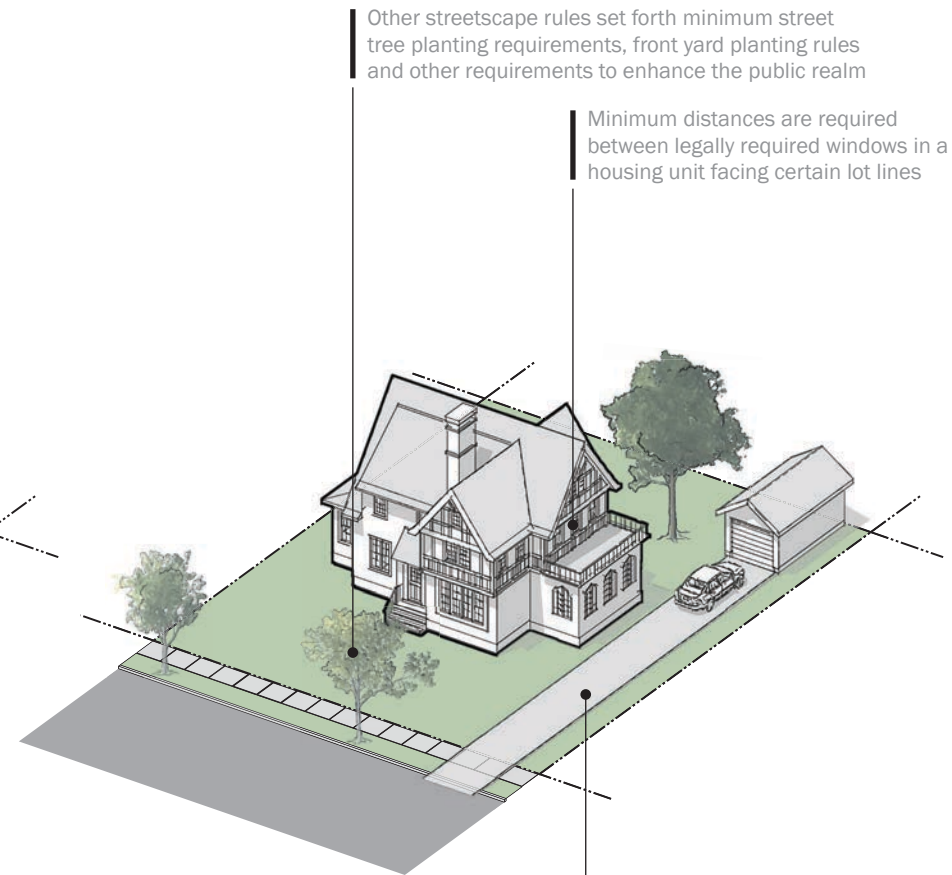 Other streetscape rules set forth minimum street
tree planting requirements, front yard planting rules
and other requirements to enhance the public realm
Minimum distances are required
between legally required windows in a
housing unit facing certain lot lines